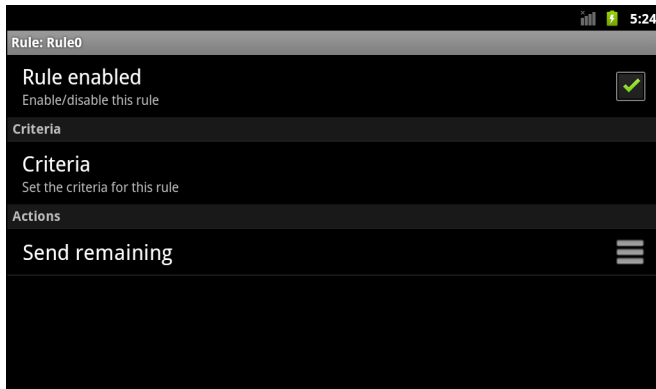 5:24
Rule: Rule0
Rule enabled
Enable/disable this rule
Criteria
Criteria
Set the criteria for this rule
Actions
Send remaining